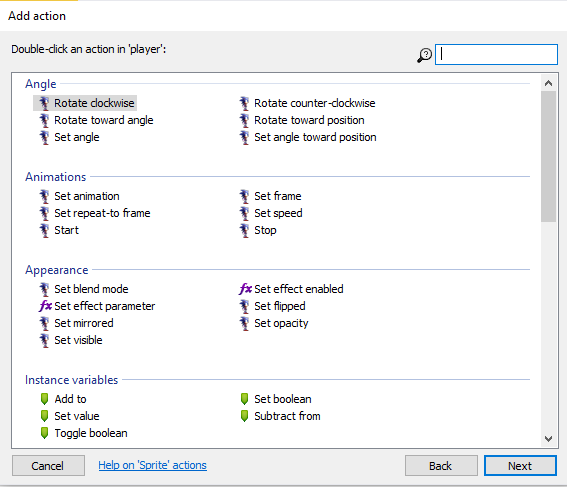 Add action
Double-click an action in 'player':
Angle
Rotate clockwise Rotate counter-clockwise
Rotate toward angle Rotate toward position
Set angle Set angle toward position
Animations
Set animation Set frame
Set repeat-to frame Set speed
Start Stop
Appearance
Set blend mode fx Set effect enabled
fx Set effect parameter Set flipped
Set mirrored Set opacity
Set visible
Instance variables
Add to Set boolean
Set value Subtract from
Toggle boolean
Cancel Help on 'Sprite' actions Back Next